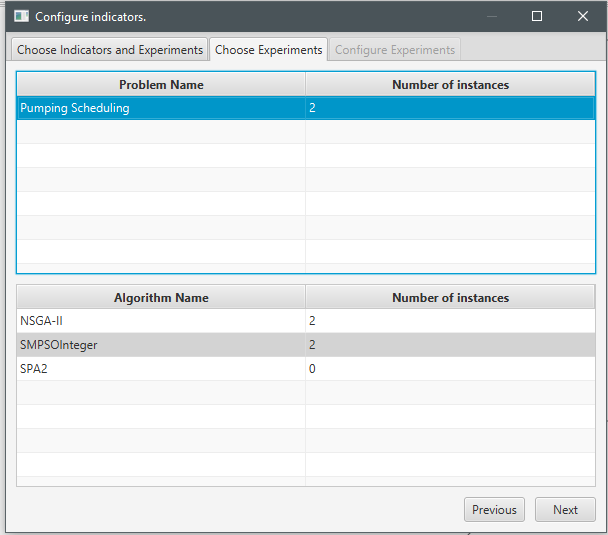 Configure indicators.
Choose Indicators and Experiments Choose Experiments Configure Experiments
Problem Name Number of instances
Pumping Scheduling 2
Algorithm Name Number of instances
NSGA-II 2
SMPSOInteger 2
SPA2 0
Previous Next